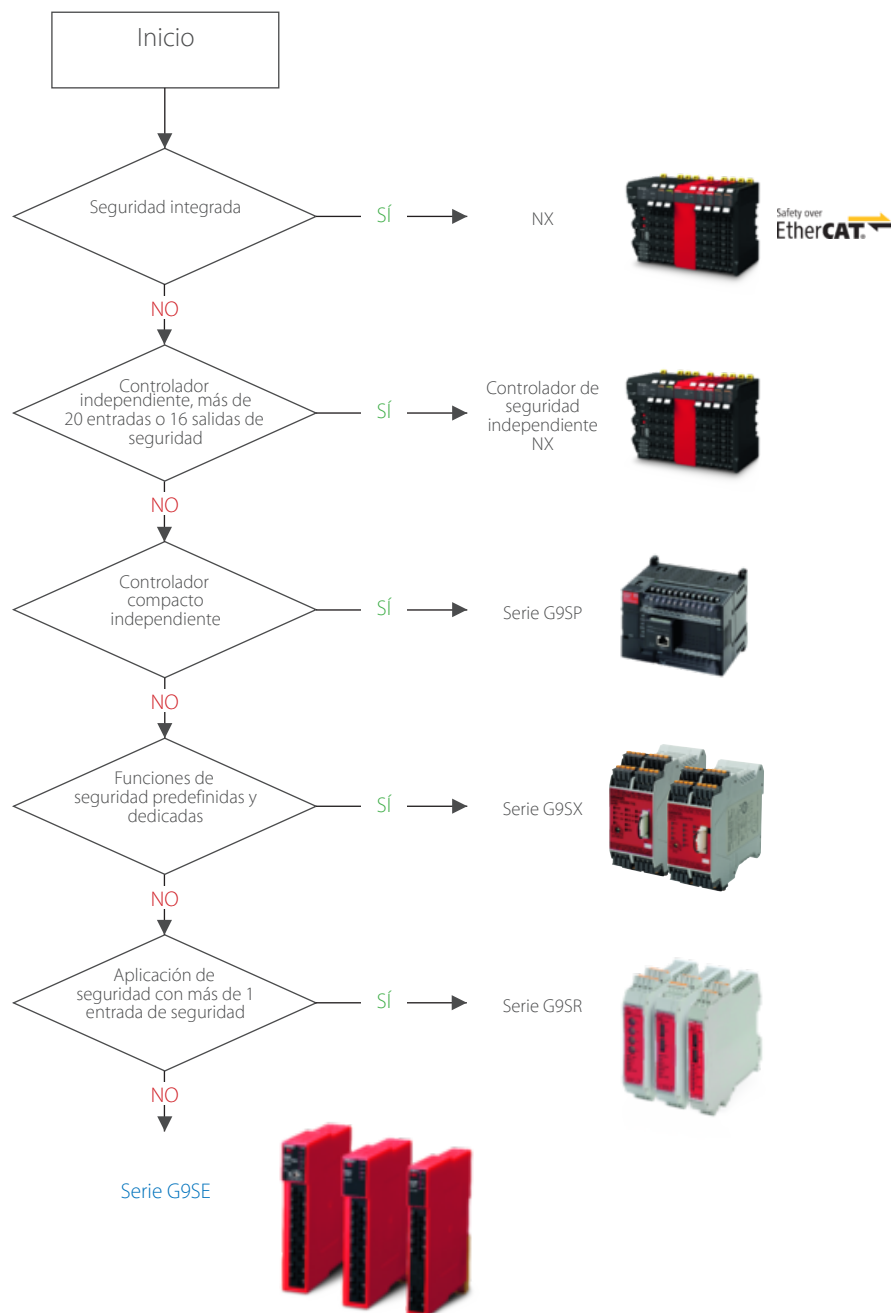 Inicio
Seguridad integrada
SÍ
NX
Safety over
EtherCAT®
NO
Controlador
independiente, más de
20 entradas o 16 salidas de
seguridad
SÍ
Controlador de
seguridad
independiente
NX
NO
Controlador
compacto
independiente
SÍ
Serie G9SP
NO
Funciones de
seguridad predefinidas y
dedicadas
SÍ
Serie G9SX
NO
Aplicación de
seguridad con más de 1
entrada de seguridad
SÍ
Serie G9SR
NO
Serie G9SE